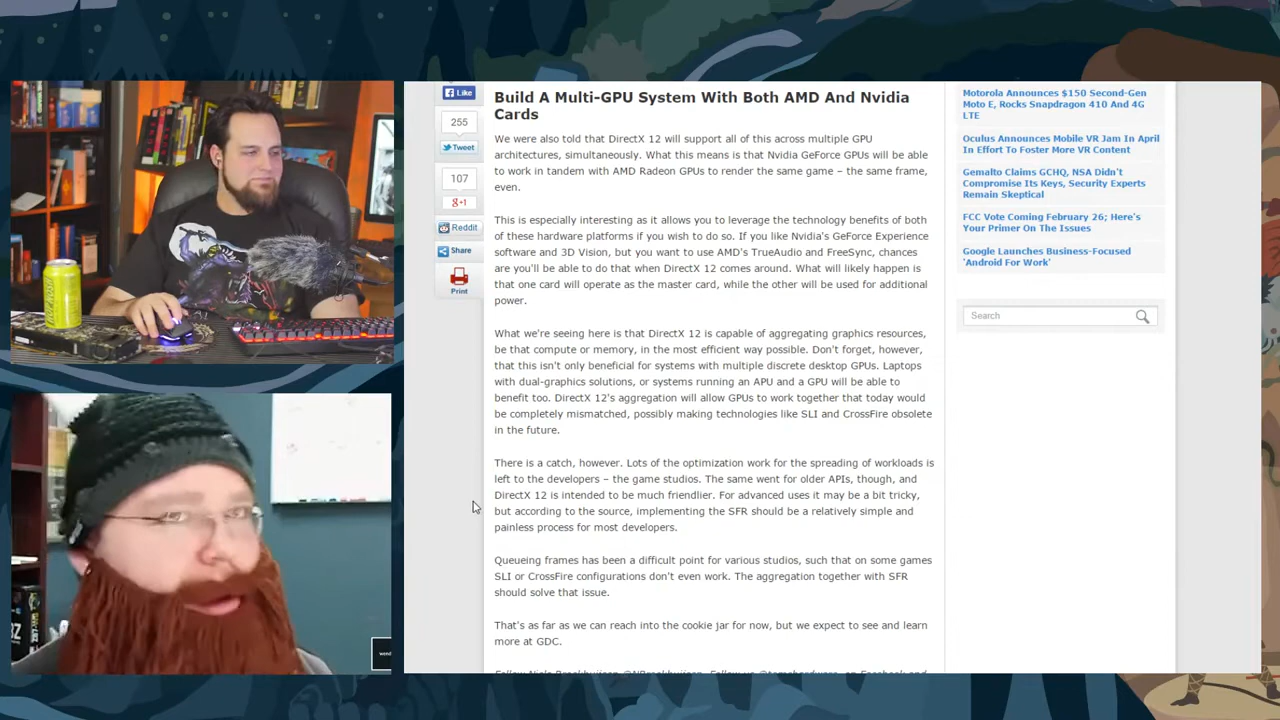 Like
255
Tweet
107
+1
Reddit
Share
Print
Build A Multi-GPU System With Both AMD And Nvidia
Cards
We were also told that DirectX 12 will support all of this across multiple GPU
architectures, simultaneously. What this means is that Nvidia GeForce GPUs will be able
to work in tandem with AMD Radeon GPUs to render the same game – the same frame,
even.
This is especially interesting as it allows you to leverage the technology benefits of both
of these hardware platforms if you wish to do so. If you like Nvidia's GeForce Experience
software and 3D Vision, but you want to use AMD's TrueAudio and FreeSync, chances
are you'll be able to do that when DirectX 12 comes around. What will likely happen is
that one card will operate as the master card, while the other will be used for additional
power.
What we're seeing here is that DirectX 12 is capable of aggregating graphics resources,
be that compute or memory, in the most efficient way possible. Don't forget, however,
that this isn't only beneficial for systems with multiple discrete desktop GPUs. Laptops
with dual-graphics solutions, or systems running an APU and a GPU will be able to
benefit too. DirectX 12's aggregation will allow GPUs to work together that today would
be completely mismatched, possibly making technologies like SLI and CrossFire obsolete
in the future.
There is a catch, however. Lots of the optimization work for the spreading of workloads is
left to the developers – the game studios. The same went for older APIs, though, and
DirectX 12 is intended to be much friendlier. For advanced uses it may be a bit tricky,
but according to the source, implementing the SFR should be a relatively simple and
painless process for most developers.
Queueing frames has been a difficult point for various studios, such that on some games
SLI or CrossFire configurations don't even work. The aggregation together with SFR
should solve that issue.
That's as far as we can reach into the cookie jar for now, but we expect to see and learn
more at GDC.
Motorola Announces $150 Second-Gen
Moto E, Rocks Snapdragon 410 And 4G
LTE
Oculus Announces Mobile VR Jam In April
In Effort To Foster More VR Content
Gemalto Claims GCHQ, NSA Didn't
Compromise Its Keys, Security Experts
Remain Skeptical
FCC Vote Coming February 26; Here's
Your Primer On The Issues
Google Launches Business-Focused
'Android For Work'
Search